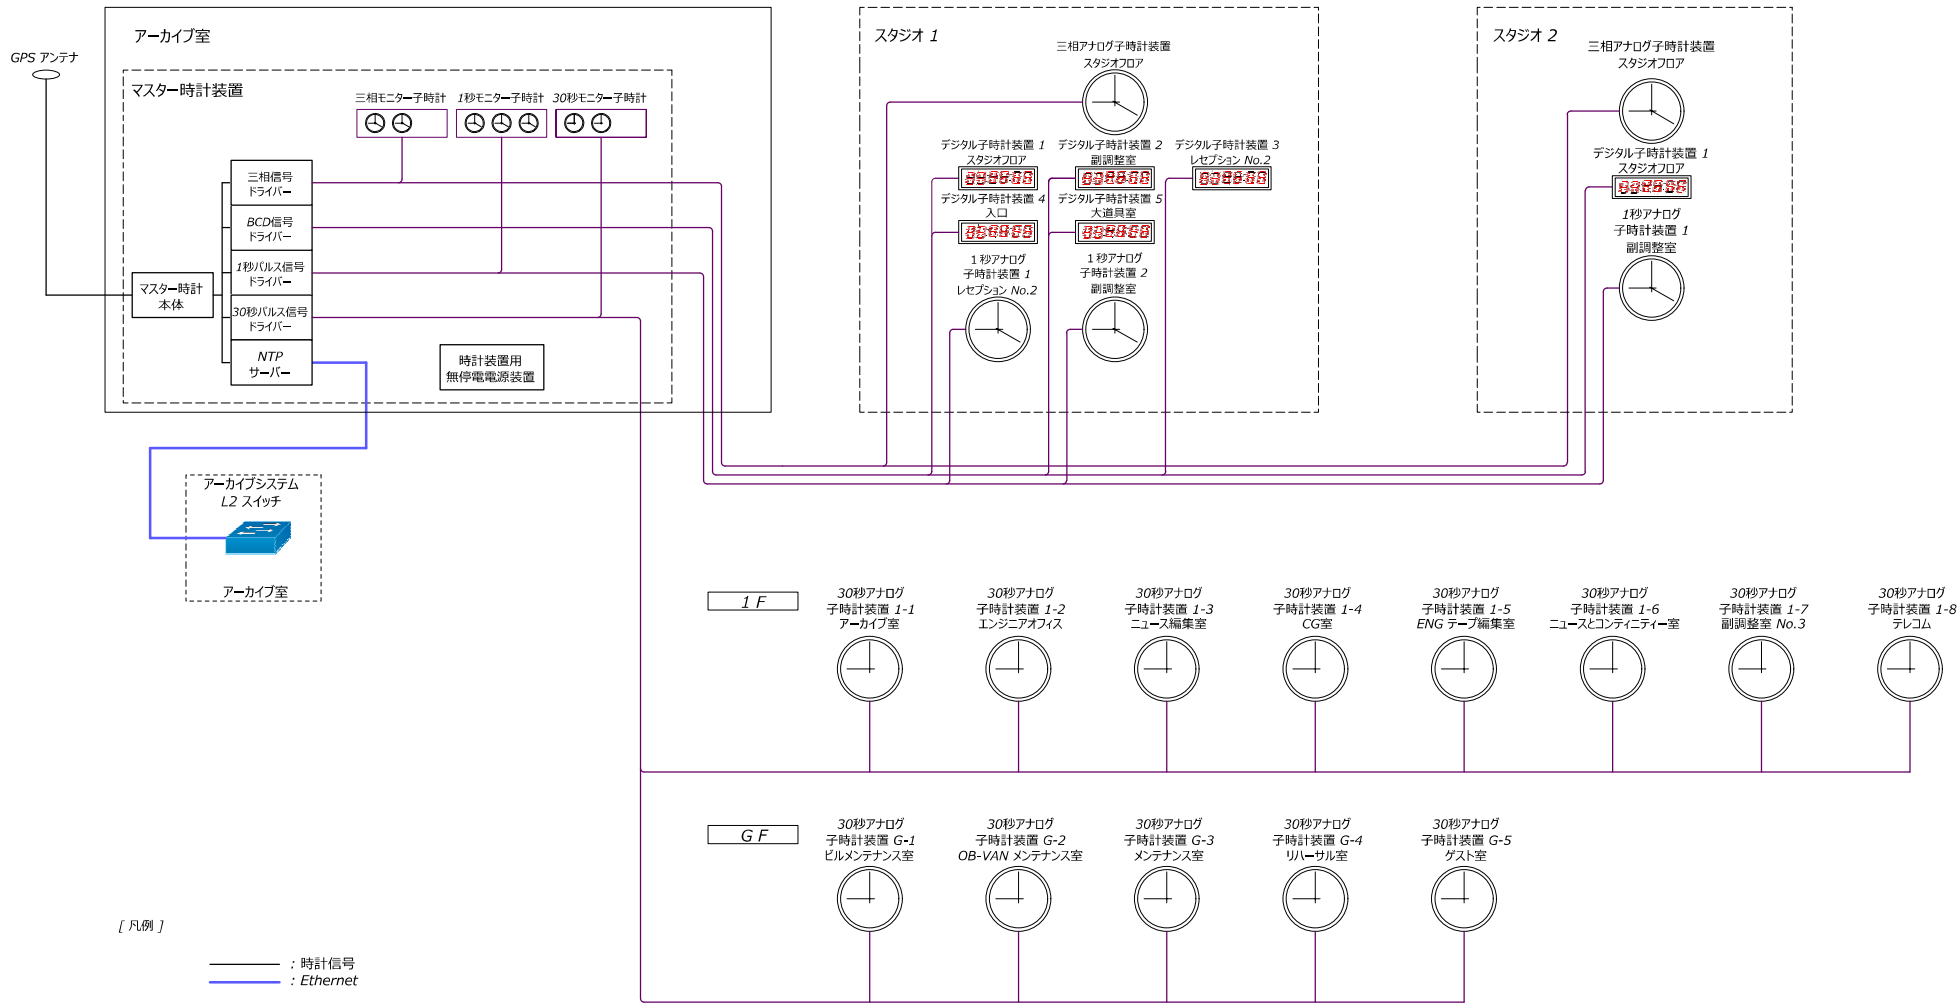 GPS アンテナ
アーカイブ室
マスター時計装置
三相モニター子時計
1秒モニター子時計
30秒モニター子時計
三相信号
ドライバー
BCD信号
ドライバー
1秒パルス信号
ドライバー
30秒パルス信号
ドライバー
NTP
サーバー
マスター時計
本体
時計装置用
無停電電源装置
アーカイブシステム
L2 スイッチ
アーカイブ室
スタジオ 1
三相アナログ子時計装置
スタジオフロア
デジタル子時計装置 1
スタジオフロア
デジタル子時計装置 2
副調整室
デジタル子時計装置 3
レセプション No.2
デジタル子時計装置 4
入口
デジタル子時計装置 5
大道具室
1 秒アナログ
子時計装置 1
レセプション No.2
1 秒アナログ
子時計装置 2
副調整室
スタジオ 2
三相アナログ子時計装置
スタジオフロア
デジタル子時計装置 1
スタジオフロア
1秒アナログ
子時計装置 1
副調整室
1 F
30秒アナログ
子時計装置 1-1
アーカイブ室
30秒アナログ
子時計装置 1-2
エンジニアオフィス
30秒アナログ
子時計装置 1-3
ニュース編集室
30秒アナログ
子時計装置 1-4
CG室
30秒アナログ
子時計装置 1-5
ENG テープ編集室
30秒アナログ
子時計装置 1-6
ニュースとコンティニティー室
30秒アナログ
子時計装置 1-7
副調整室 No.3
30秒アナログ
子時計装置 1-8
テレコム
G F
30秒アナログ
子時計装置 G-1
ビルメンテナンス室
30秒アナログ
子時計装置 G-2
OB-VAN メンテナンス室
30秒アナログ
子時計装置 G-3
メンテナンス室
30秒アナログ
子時計装置 G-4
リハーサル室
30秒アナログ
子時計装置 G-5
ゲスト室
[ 凡例 ]
: 時計信号
: Ethernet